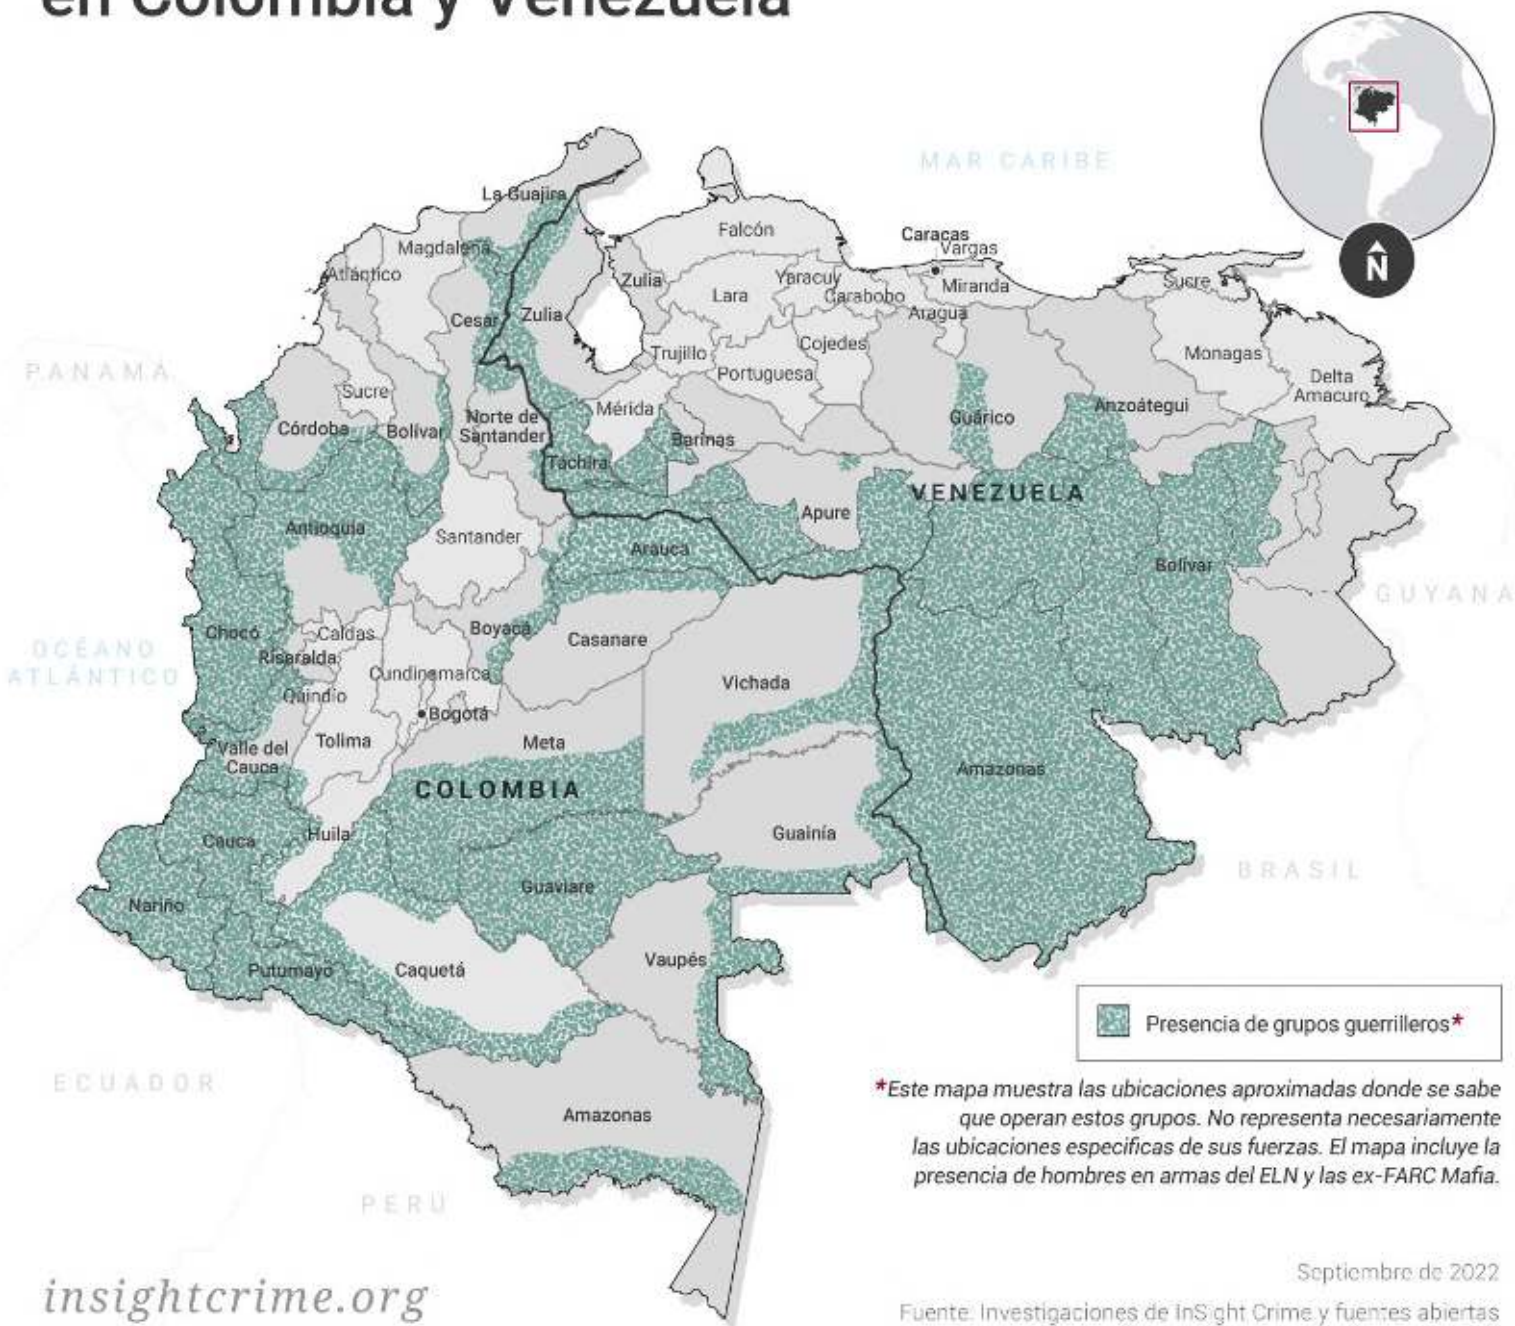 en Colombia y Venezuela
MAR CARIBE
La Guajira
Magdalena
Falcón
Caracas
Vargas
Atlántico
Zulia
Yaracuy
Miranda
Sucre
Lara
Carabobo
Cesar
Zulia
Aragua
N
PANAMÁ
Trujillo
Cojedes
Monagas
Portuguesa
Delta
Amacuro
Sucre
Mérida
Anzoátegui
Córdoba
Bolívar
Norte de
Santander
Guárico
Barinas
Táchira
VENEZUELA
Apure
Antioquia
Santander
Arauca
Bolívar
GUYANA
Chocó
Caldas
Boyacá
Casanare
OCÉANO
ATLÁNTICO
Risaralda
Cundinamarca
Vichada
Quindío
Bogotá
Valle del
Cauca
Tolima
Meta
Amazonas
COLOMBIA
Cauca
Huila
Guainía
BRASIL
Nariño
Guaviare
Putumayo
Caquetá
Vaupés
Presencia de grupos guerrilleros*
ECUADOR
*Este mapa muestra las ubicaciones aproximadas donde se sabe
que operan estos grupos. No representa necesariamente
las ubicaciones especificas de sus fuerzas. El mapa incluye la
presencia de hombres en armas del ELN y las ex-FARC Mafia.
Amazonas
PERÚ
insightcrime.org
Septiembre de 2022
Fuente: Investigaciones de InSight Crime y fuentes abiertas